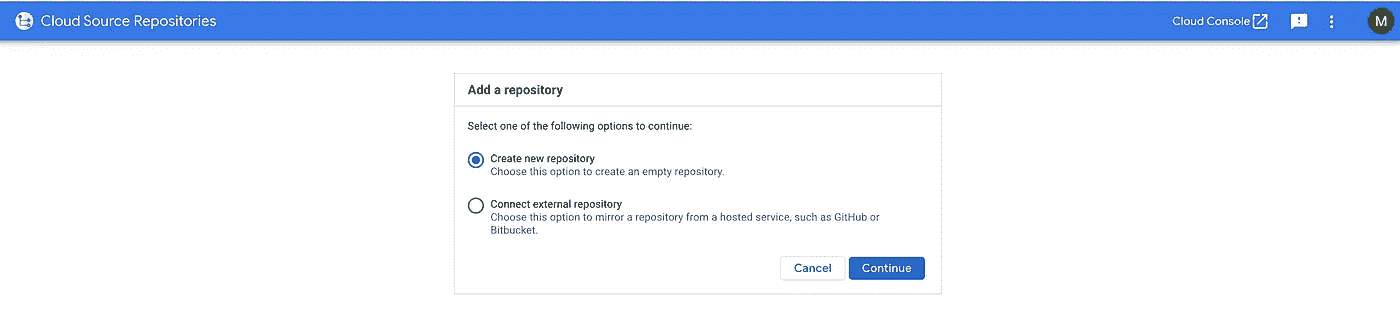 Cloud Source Repositories
Cloud Console
M
Add a repository
Select one of the following options to continue:
Create new repository
Choose this option to create an empty repository.
Connect external repository
Choose this option to mirror a repository from a hosted service, such as GitHub or
Bitbucket.
Cancel
Continue